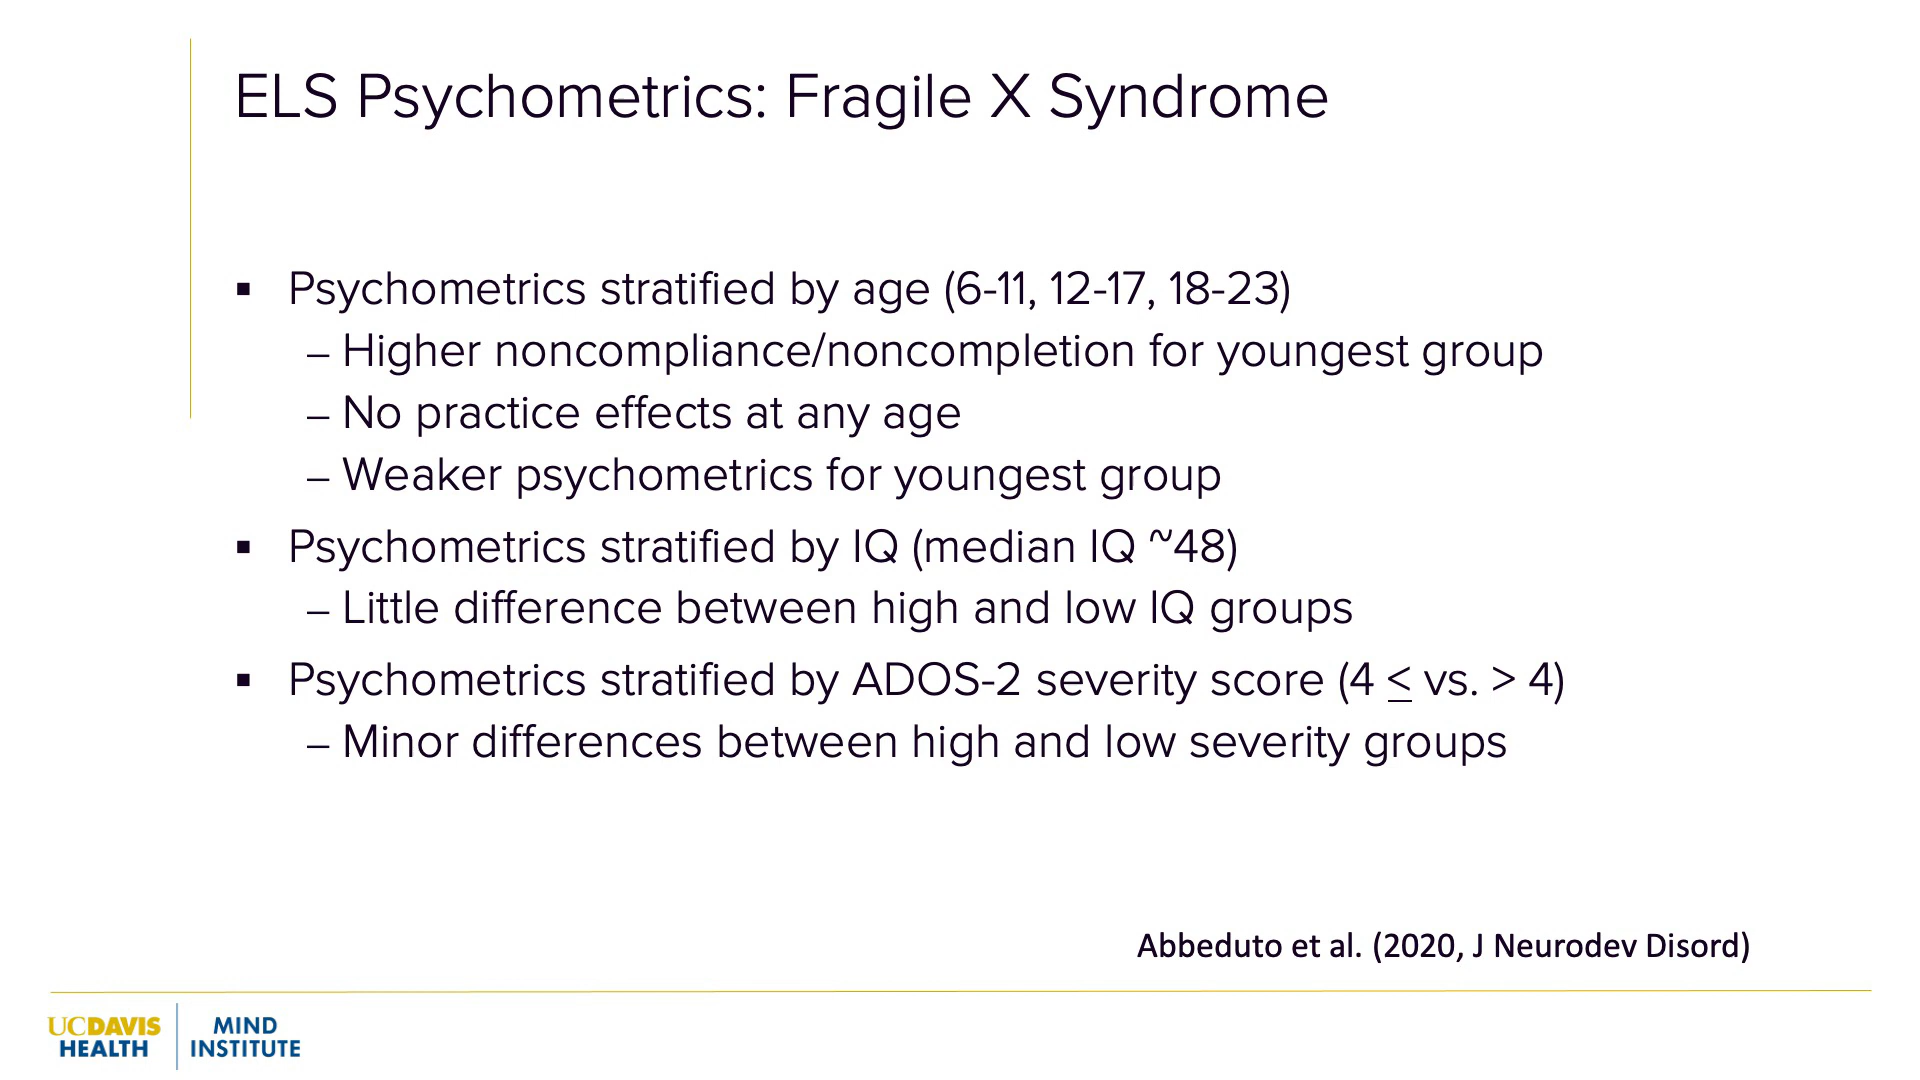 ELS Psychometrics: Fragile X Syndrome
▪ Psychometrics stratified by age (6-11, 12-17, 18-23)
– Higher noncompliance/noncompletion for youngest group
– No practice effects at any age
– Weaker psychometrics for youngest group
▪ Psychometrics stratified by IQ (median IQ ~48)
– Little difference between high and low IQ groups
▪ Psychometrics stratified by ADOS-2 severity score (4 < vs. > 4)
– Minor differences between high and low severity groups
Abbeduto et al. (2020, J Neurodev Disord)
UCDAVIS
HEALTH
MIND
INSTITUTE